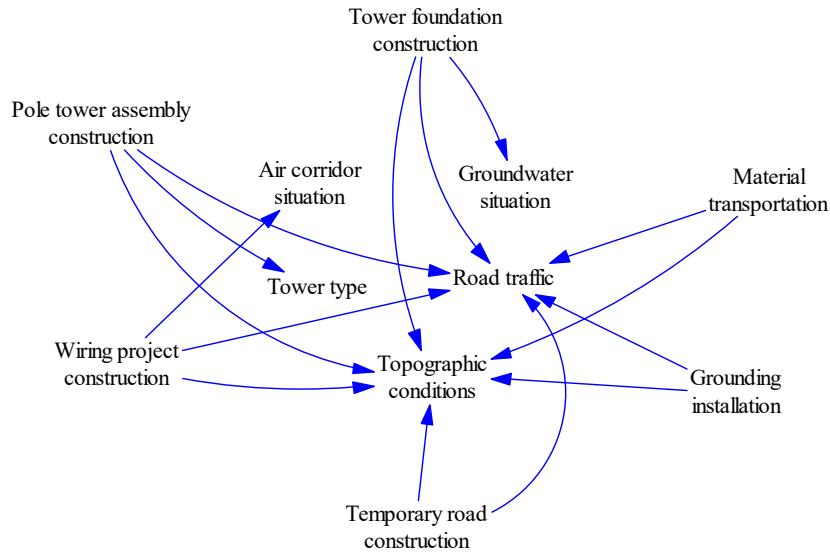 Tower foundation
construction
Pole tower assembly
construction
Air corridor
situation
Groundwater
situation
Material
transportation
Tower type
Road traffic
Wiring project
construction
Topographic
conditions
Grounding
installation
Temporary road
construction